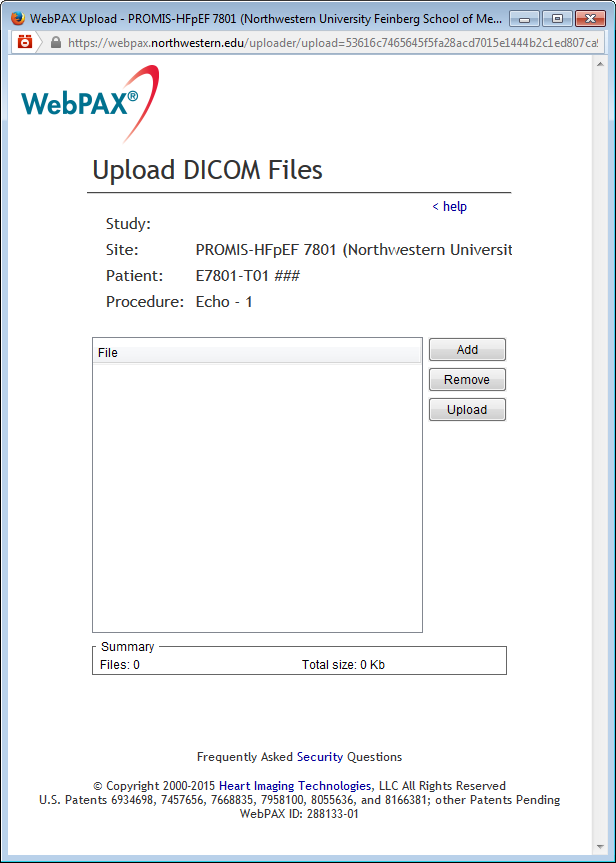 WebPAX Upload - PROMIS-HFpEF 7801 (Northwestern University Feinberg School of Me...
https://webpax.northwestern.edu/uploader/upload=53616c7465645f5fa28acd7015e1444b2c1ed807ca
WebPAX®
Upload DICOM Files
< help
Study:
Site: PROMIS-HFpEF 7801 (Northwestern Universit
Patient: E7801-T01 ###
Procedure: Echo - 1
File
Add
Remove
Upload
Summary
Files: 0 Total size: 0 Kb
Frequently Asked Security Questions
© Copyright 2000-2015 Heart Imaging Technologies, LLC All Rights Reserved
U.S. Patents 6934698, 7457656, 7668835, 7958100, 8055636, and 8166381; other Patents Pending
WebPAX ID: 288133-01